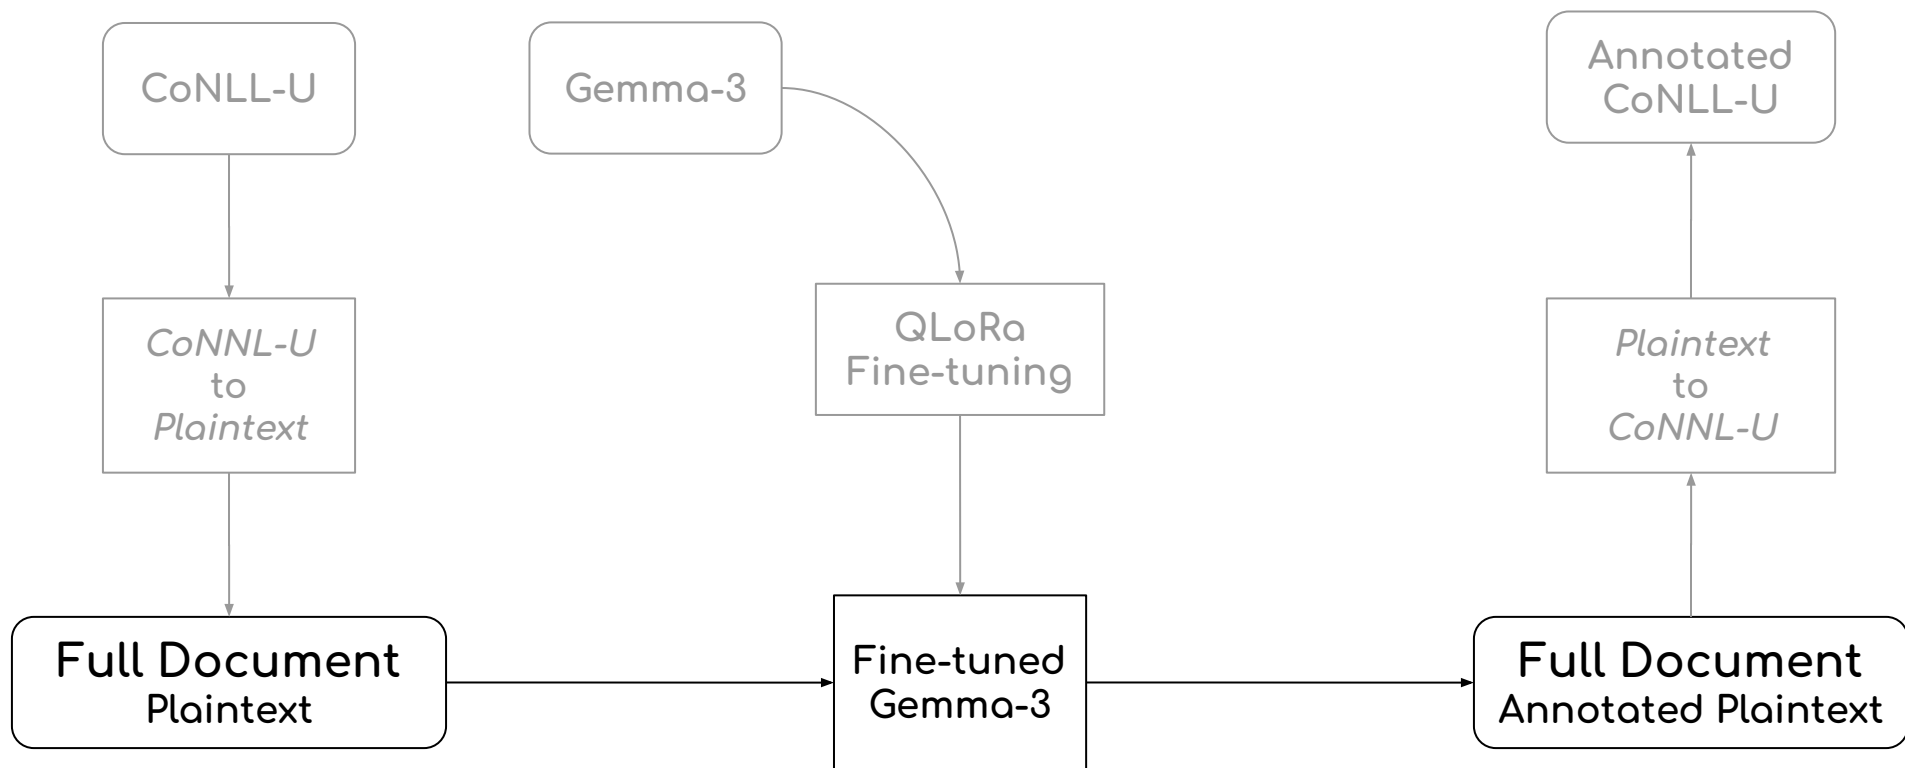 CoNLL-U
Gemma-3
Annotated
CoNLL-U
CoNNL-U
to
Plaintext
QLoRa
Fine-tuning
Plaintext
to
CoNNL-U
Full Document
Plaintext
Fine-tuned
Gemma-3
Full Document
Annotated Plaintext